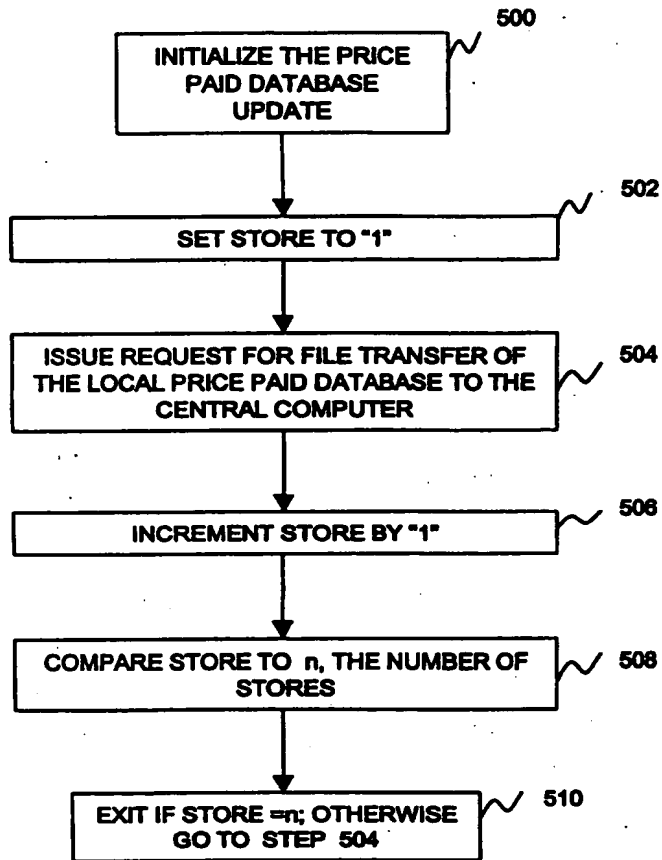 500
INITIALIZE THE PRICE
PAID DATABASE
UPDATE
502
SET STORE TO "1"
ISSUE REQUEST FOR FILE TRANSFER OF
THE LOCAL PRICE PAID DATABASE TO THE
CENTRAL COMPUTER
504
INCREMENT STORE BY "1"
506
COMPARE STORE TO n, THE NUMBER OF
STORES
508
EXIT IF STORE =n; OTHERWISE
GO TO STEP 504
510